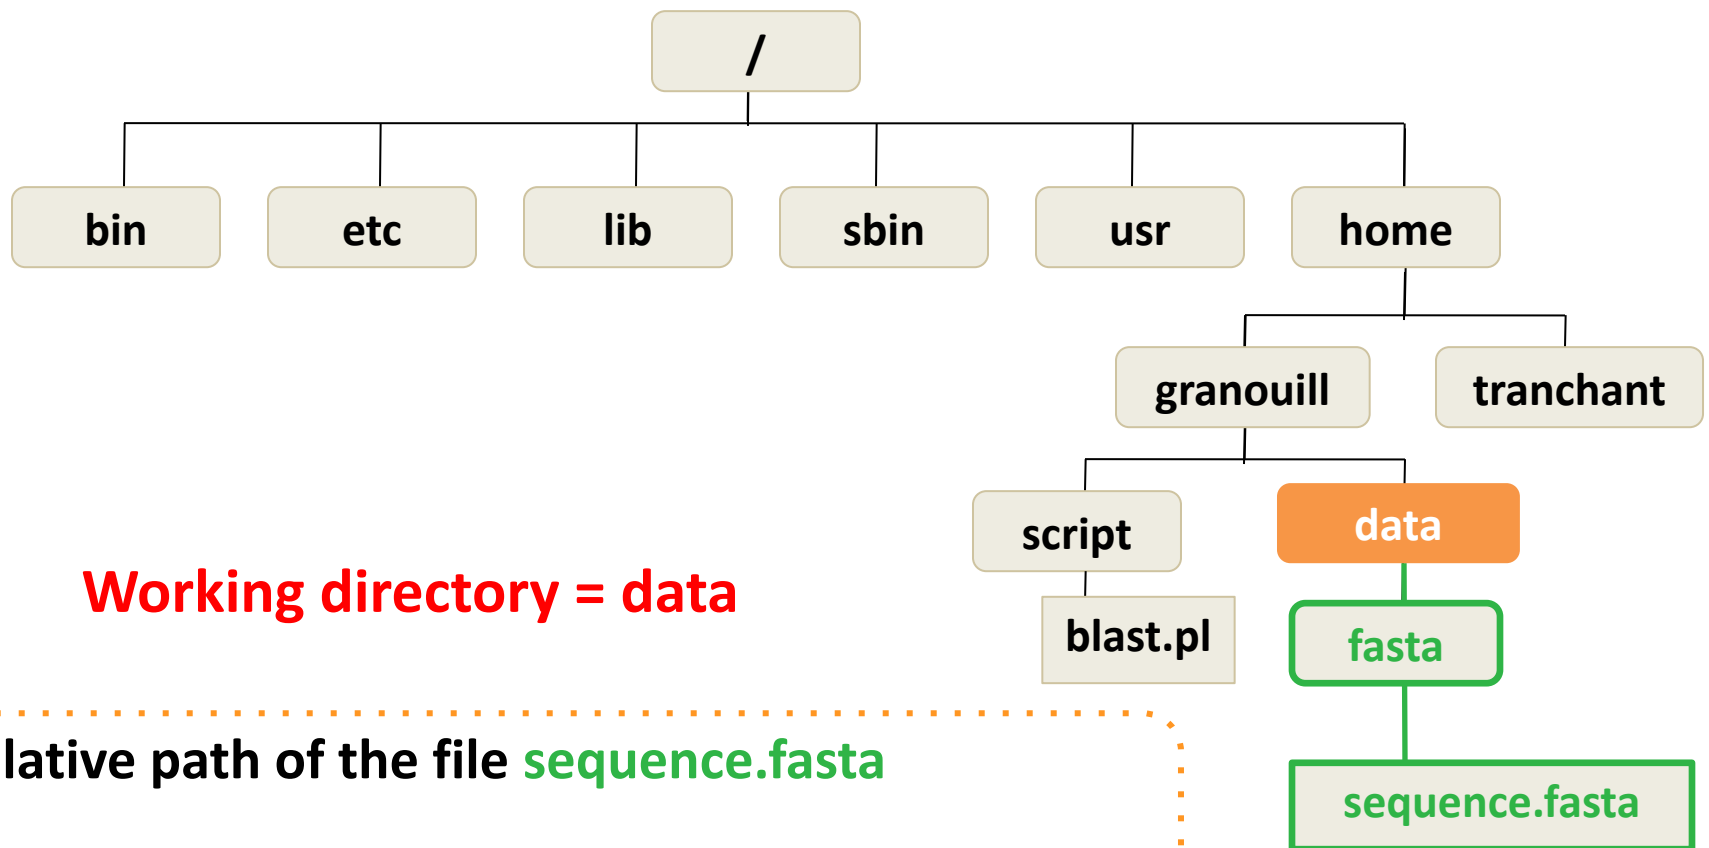 /
bin
etc
lib
sbin
usr
home
granouill
tranchant
script
data
Working directory = data
blast.pl
fasta
lative path of the file sequence.fasta
sequence.fasta